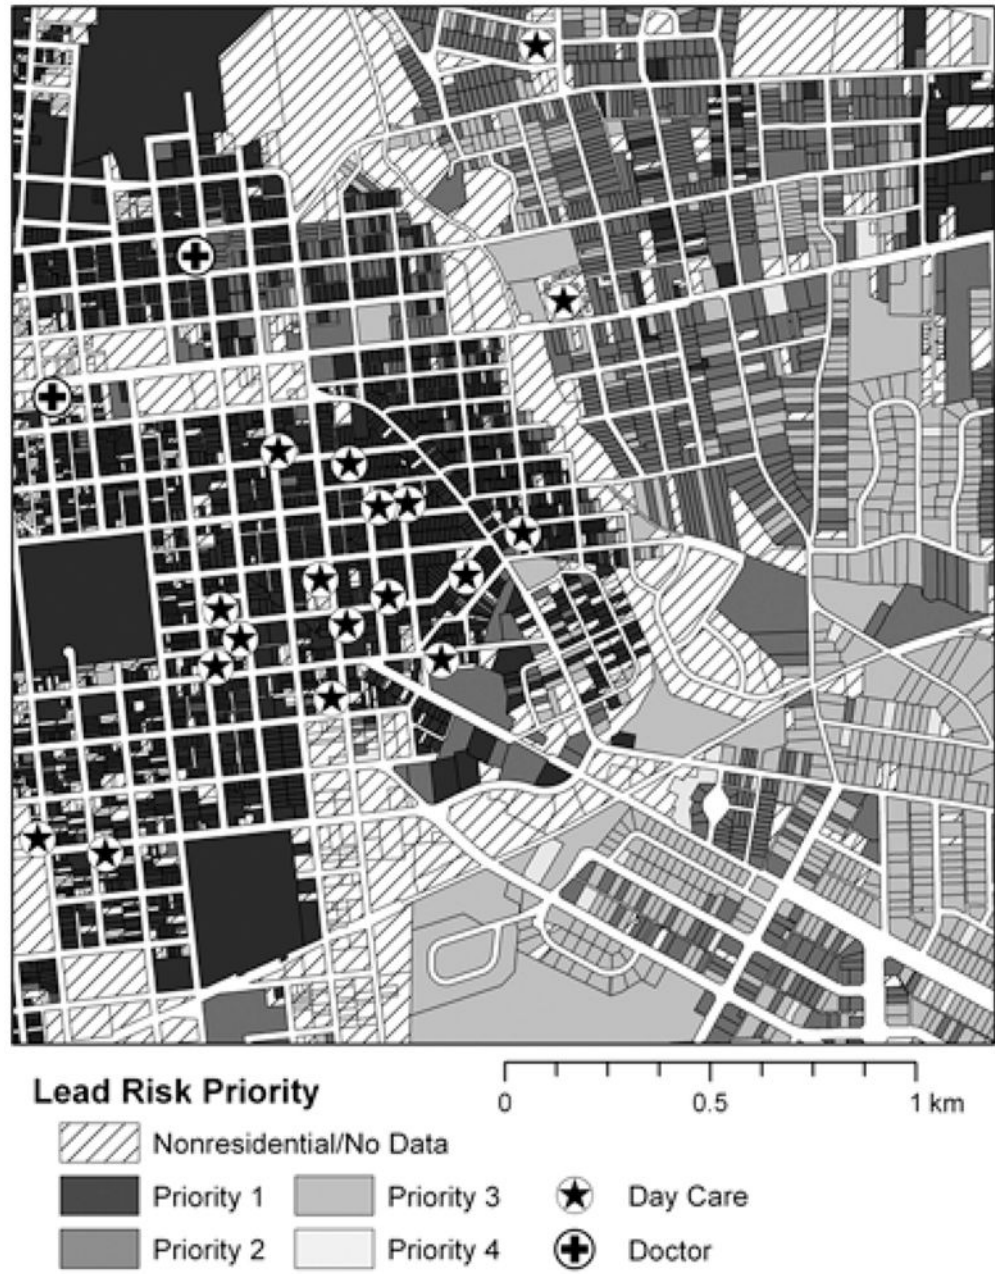 Lead Risk Priority
0 0.5 1 km
Nonresidential/No Data
Priority 1 Priority 3 Day Care
Priority 2 Priority 4 Doctor